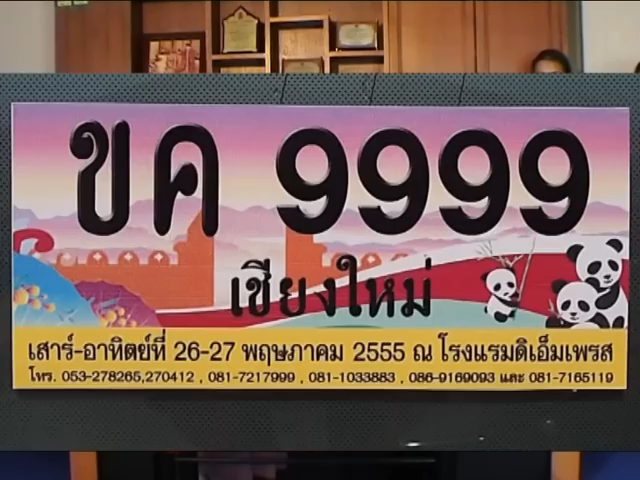 ขค 9999
เชียงใหม่
เสาร์-อาทิตย์ที่ 26-27 พฤษภาคม 2555 ณ โรงแรมดิเอ็มเพรส
โทร. 053-278265,270412 , 081-7217999 , 081-1033883 , 086-9169093 และ 081-7165119